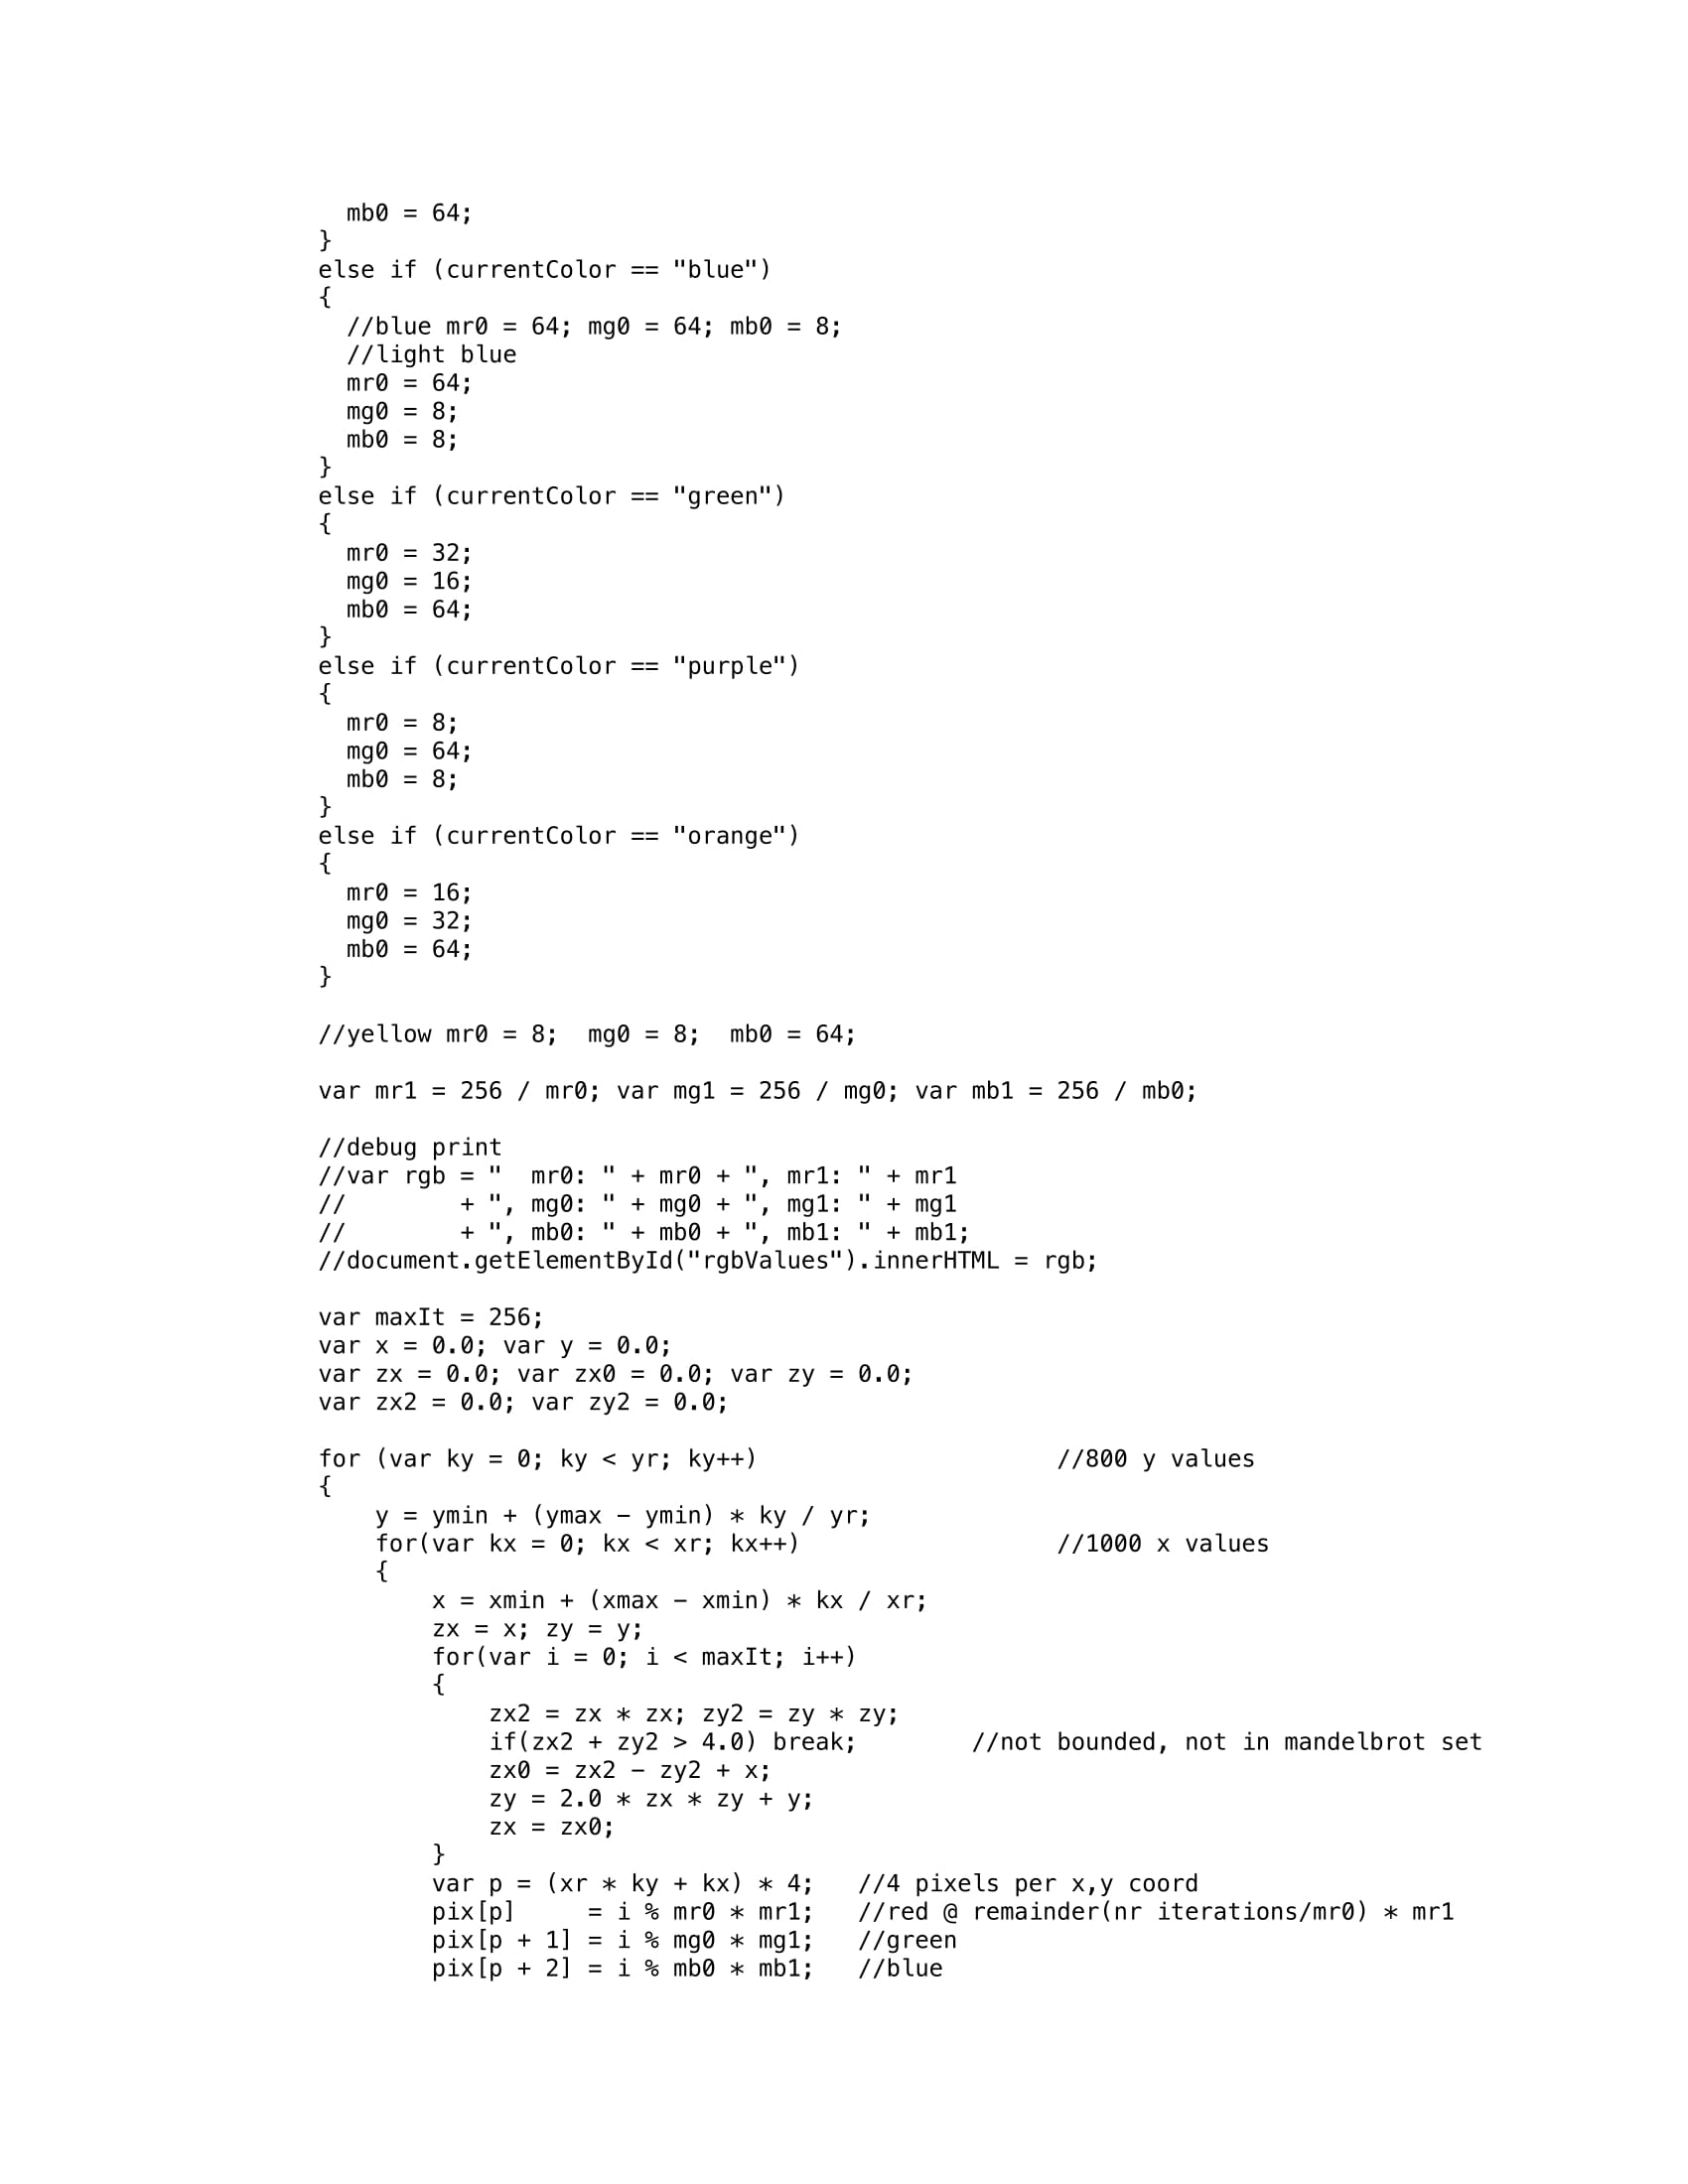 mb0 = 64;
}
else if (currentColor == "blue")
{
  //blue mr0 = 64; mg0 = 64; mb0 = 8;
  //light blue
  mr0 = 64;
  mg0 = 8;
  mb0 = 8;
}
else if (currentColor == "green")
{
  mr0 = 32;
  mg0 = 16;
  mb0 = 64;
}
else if (currentColor == "purple")
{
  mr0 = 8;
  mg0 = 64;
  mb0 = 8;
}
else if (currentColor == "orange")
{
  mr0 = 16;
  mg0 = 32;
  mb0 = 64;
}

//yellow mr0 = 8;  mg0 = 8;  mb0 = 64;

var mr1 = 256 / mr0; var mg1 = 256 / mg0; var mb1 = 256 / mb0;

//debug print
//var rgb = "  mr0: " + mr0 + ", mr1: " + mr1
//        + ", mg0: " + mg0 + ", mg1: " + mg1
//        + ", mb0: " + mb0 + ", mb1: " + mb1;
//document.getElementById("rgbValues").innerHTML = rgb;

var maxIt = 256;
var x = 0.0; var y = 0.0;
var zx = 0.0; var zx0 = 0.0; var zy = 0.0;
var zx2 = 0.0; var zy2 = 0.0;

for (var ky = 0; ky < yr; ky++)                     //800 y values
{
    y = ymin + (ymax − ymin) * ky / yr;
    for(var kx = 0; kx < xr; kx++)                  //1000 x values
    {
        x = xmin + (xmax − xmin) * kx / xr;
        zx = x; zy = y;
        for(var i = 0; i < maxIt; i++)
        {
            zx2 = zx * zx; zy2 = zy * zy;
            if(zx2 + zy2 > 4.0) break;        //not bounded, not in mandelbrot set
            zx0 = zx2 − zy2 + x;
            zy = 2.0 * zx * zy + y;
            zx = zx0;
        }
        var p = (xr * ky + kx) * 4;   //4 pixels per x,y coord
        pix[p]     = i % mr0 * mr1;   //red @ remainder(nr iterations/mr0) * mr1
        pix[p + 1] = i % mg0 * mg1;   //green
        pix[p + 2] = i % mb0 * mb1;   //blue